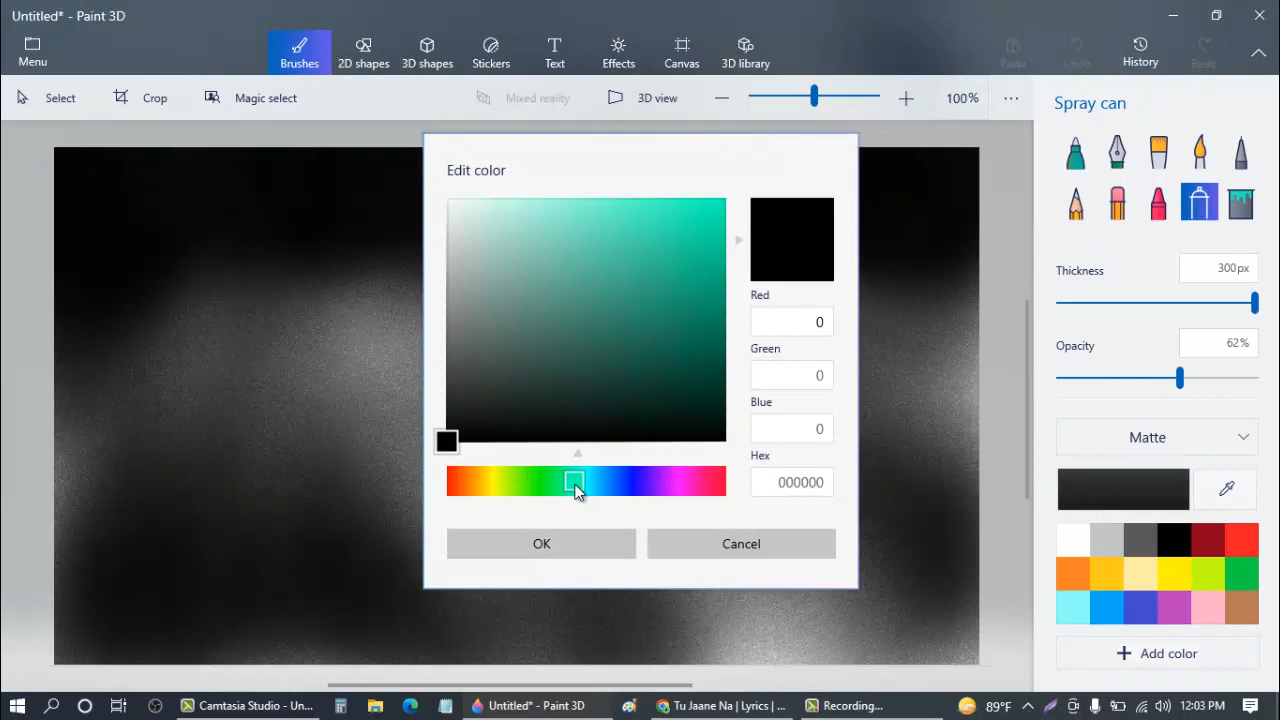 Untitled* - Paint 3D
Menu
Brushes
2D shapes
3D shapes
Stickers
Text
Effects
Canvas
3D library
Paste
Undo
History
Redo
Select
Crop
Magic select
Mixed reality
3D view
100%
Spray can
Edit color
Red
0
Green
0
Blue
0
Hex
000000
OK
Cancel
Thickness
300px
Opacity
62%
Matte
Add color
Camtasia Studio - Un...
Untitled* - Paint 3D
Tu Jaane Na | Lyrics | ...
Recording...
89°F
12:03 PM